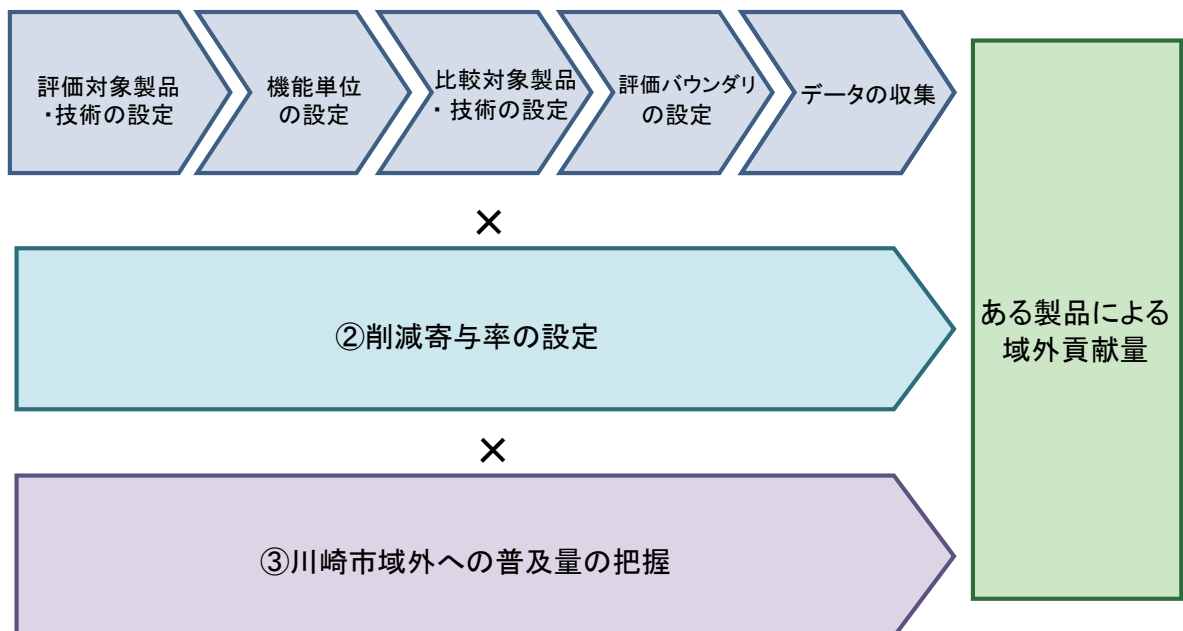 評価対象製品
・技術の設定
機能単位
の設定
比較対象製品
・技術の設定
評価バウンダリ
の設定
データの収集
×
②削減寄与率の設定
×
③川崎市域外への普及量の把握
ある製品による
域外貢献量